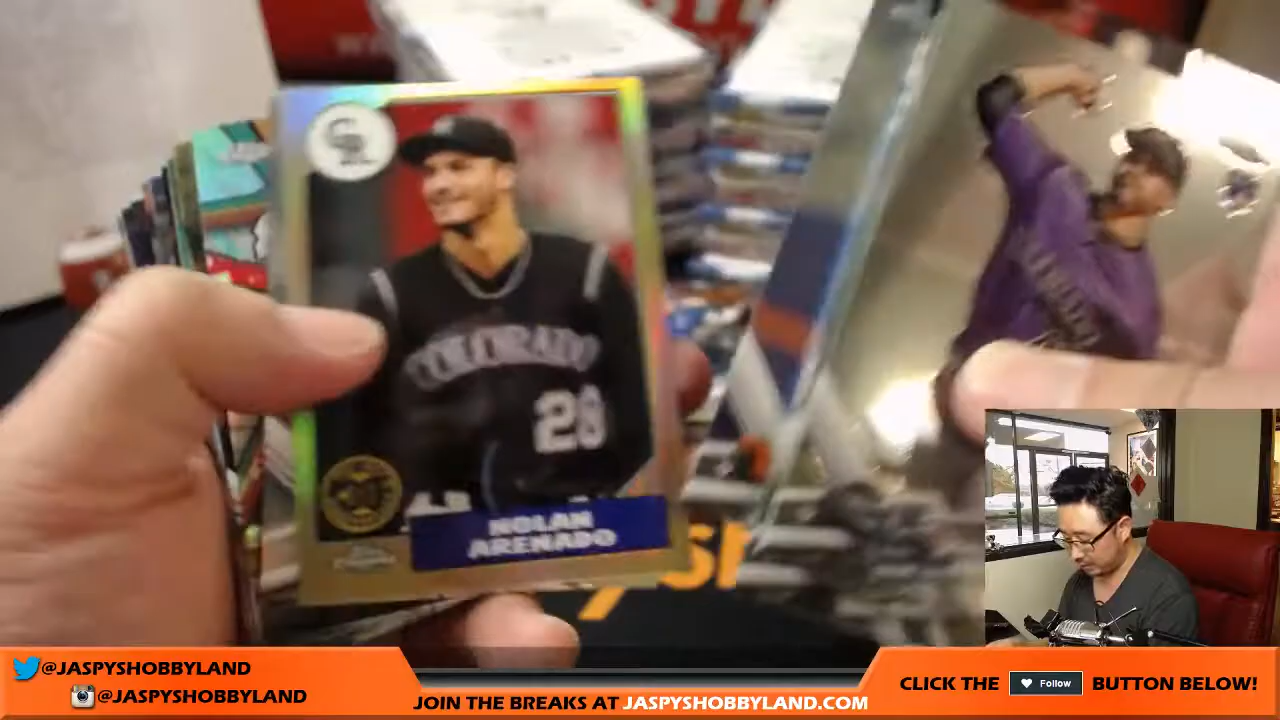 COLORADO
28
NOLAN
ARENADO
@JASPYSHOBBYLAND
@JASPYSHOBBYLAND
JOIN THE BREAKS AT JASPYSHOBBYLAND.COM
CLICK THE Follow BUTTON BELOW!